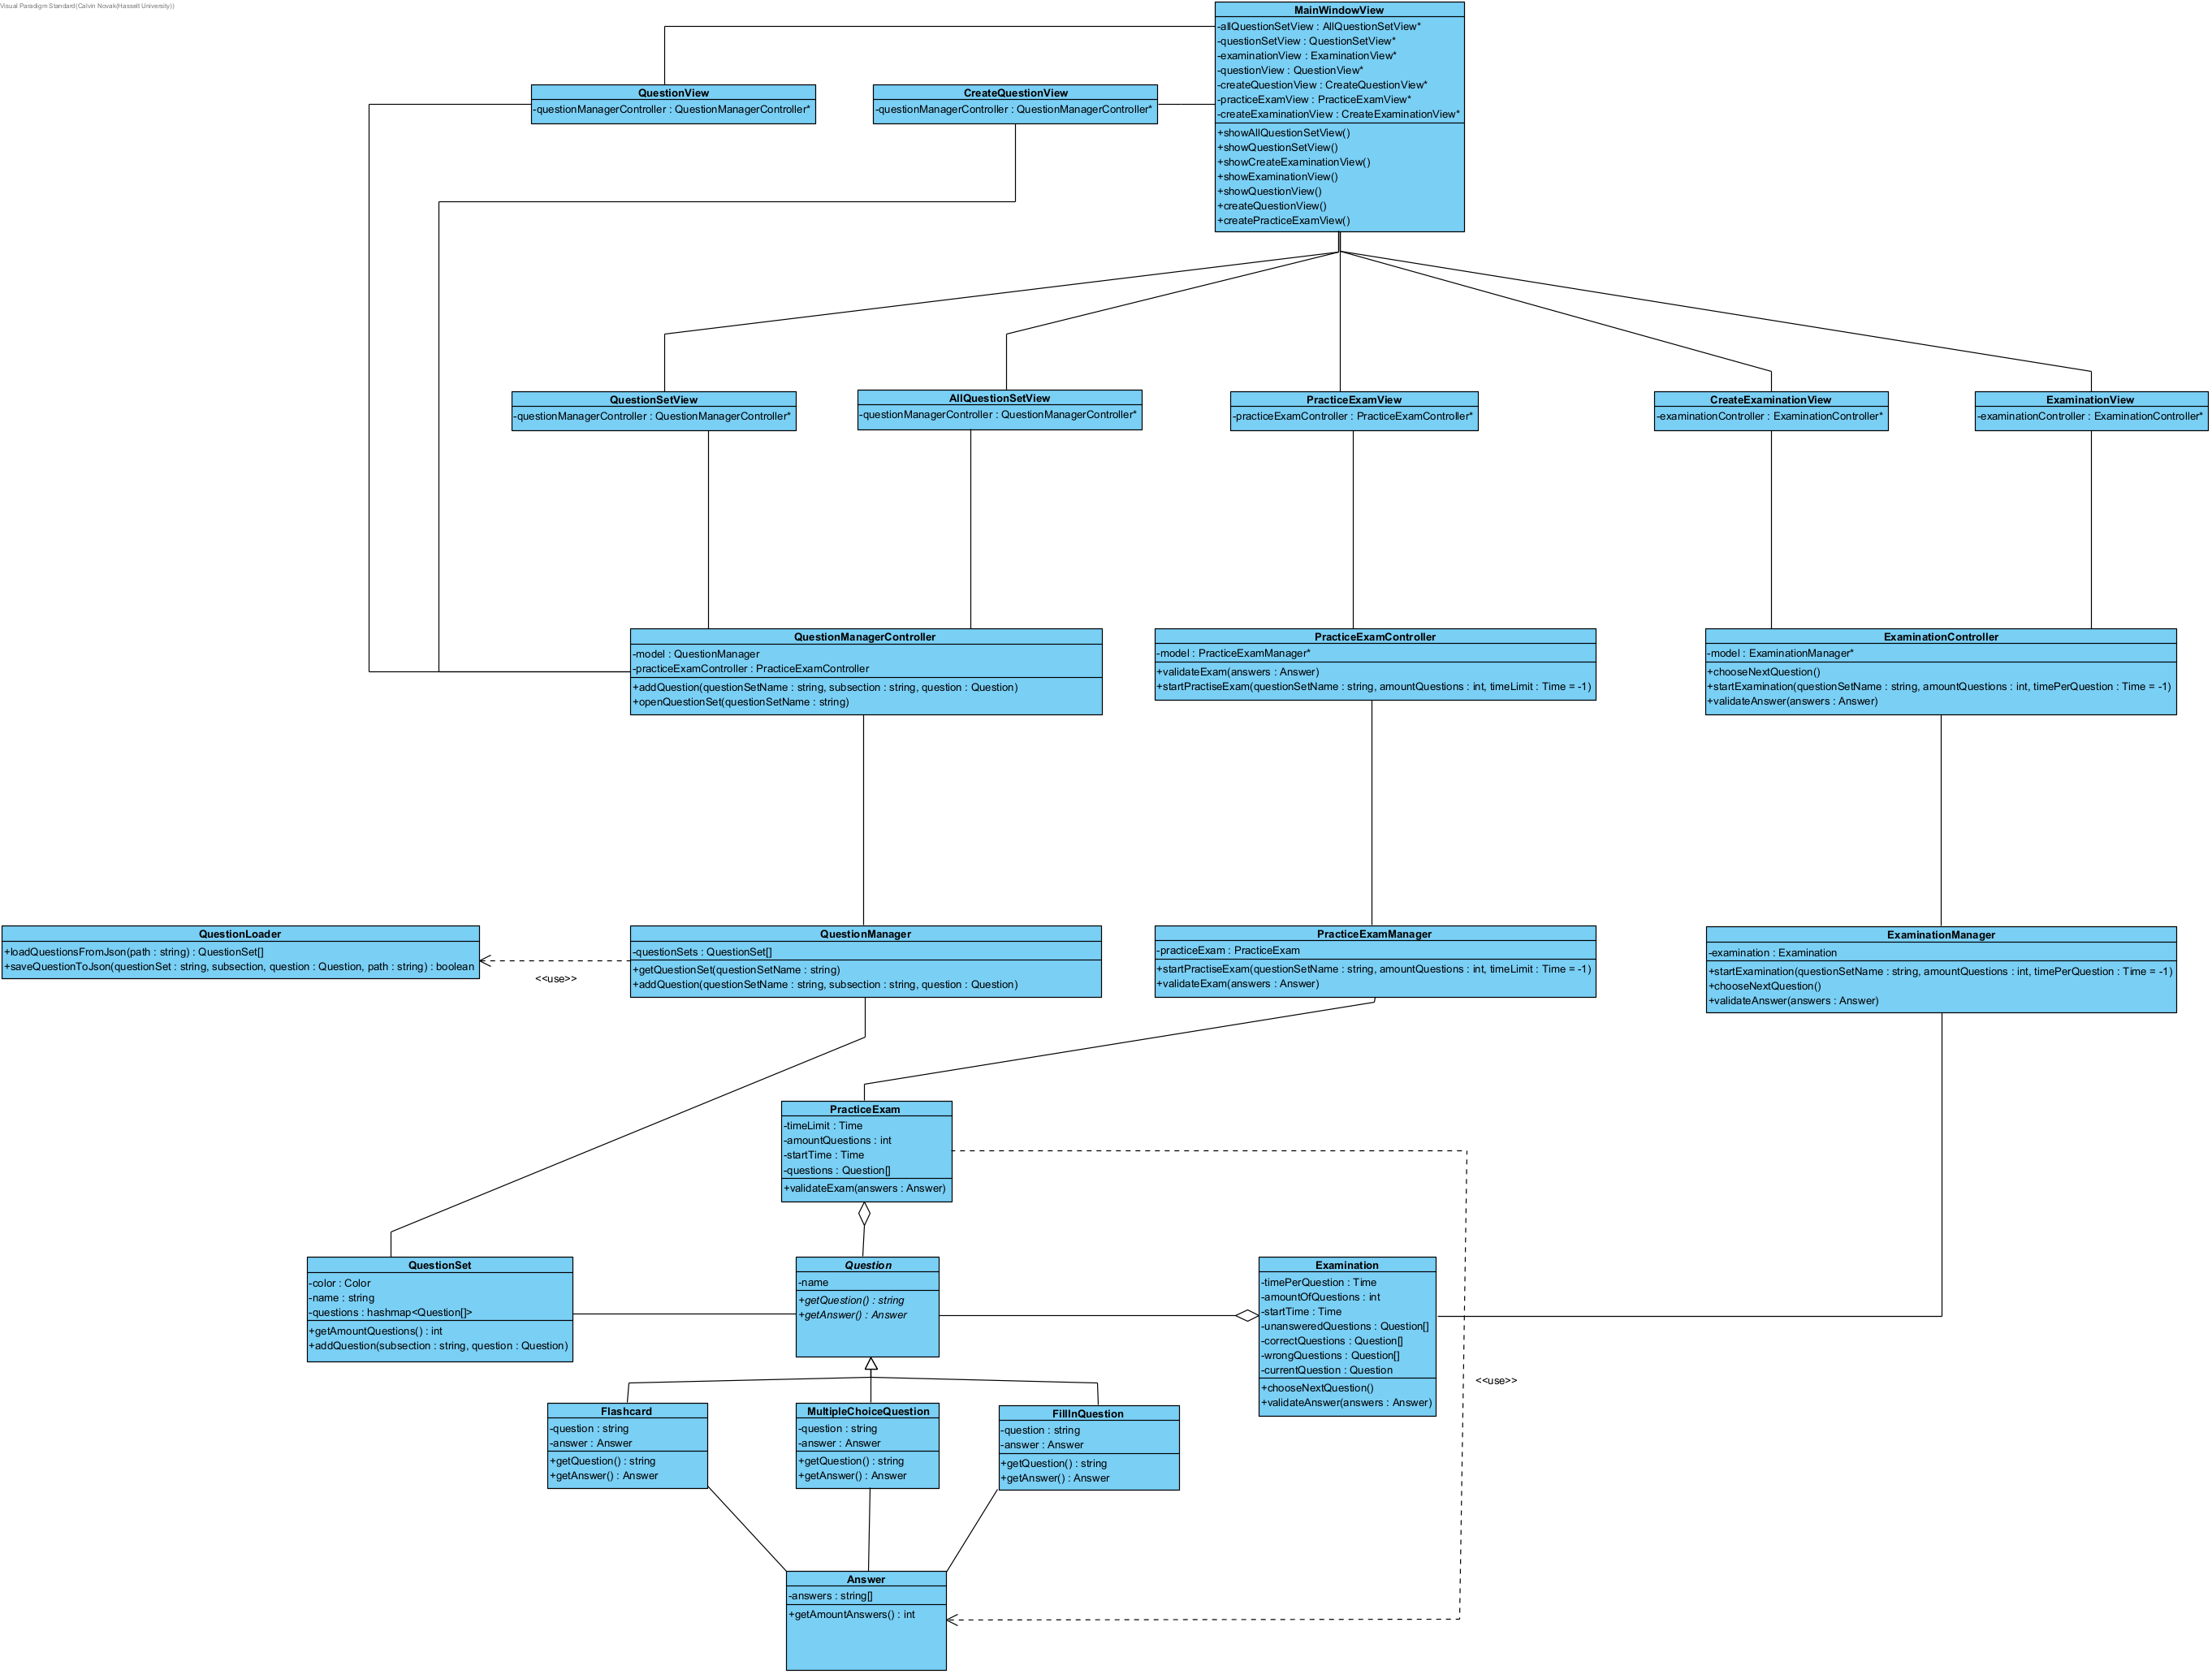 Visual Paradigm Standard(Calvin Novak(Hasselt University))
MainWindowView
-allQuestionSetView : AllQuestionSetView*
-questionSetView : QuestionSetView*
-examinationView : ExaminationView*
-questionView : QuestionView*
-createQuestionView : CreateQuestionView*
-practiceExamView : PracticeExamView*
-createExaminationView : CreateExaminationView*
+showAllQuestionSetView()
+showQuestionSetView()
+showCreateExaminationView()
+showExaminationView()
+showQuestionView()
+createQuestionView()
+createPracticeExamView()
QuestionView
-questionManagerController : QuestionManagerController*
CreateQuestionView
-questionManagerController : QuestionManagerController*
QuestionSetView
-questionManagerController : QuestionManagerController*
AllQuestionSetView
-questionManagerController : QuestionManagerController*
PracticeExamView
-practiceExamController : PracticeExamController*
CreateExaminationView
-examinationController : ExaminationController*
ExaminationView
-examinationController : ExaminationController*
QuestionManagerController
-model : QuestionManager
-practiceExamController : PracticeExamController
+addQuestion(questionSetName : string, subsection : string, question : Question)
+openQuestionSet(questionSetName : string)
PracticeExamController
-model : PracticeExamManager*
+validateExam(answers : Answer)
+startPractiseExam(questionSetName : string, amountQuestions : int, timeLimit : Time = -1)
ExaminationController
-model : ExaminationManager*
+chooseNextQuestion()
+startExamination(questionSetName : string, amountQuestions : int, timePerQuestion : Time = -1)
+validateAnswer(answers : Answer)
QuestionLoader
+loadQuestionsFromJson(path : string) : QuestionSet[]
+saveQuestionToJson(questionSet : string, subsection, question : Question, path : string) : boolean
<<use>>
QuestionManager
-questionSets : QuestionSet[]
+getQuestionSet(questionSetName : string)
+addQuestion(questionSetName : string, subsection : string, question : Question)
PracticeExamManager
-practiceExam : PracticeExam
+startPractiseExam(questionSetName : string, amountQuestions : int, timeLimit : Time = -1)
+validateExam(answers : Answer)
ExaminationManager
-examination : Examination
+startExamination(questionSetName : string, amountQuestions : int, timePerQuestion : Time = -1)
+chooseNextQuestion()
+validateAnswer(answers : Answer)
PracticeExam
-timeLimit : Time
-amountQuestions : int
-startTime : Time
-questions : Question[]
+validateExam(answers : Answer)
QuestionSet
-color : Color
-name : string
-questions : hashmap<Question[]>
+getAmountQuestions() : int
+addQuestion(subsection : string, question : Question)
Question
-name
+getQuestion() : string
+getAnswer() : Answer
Examination
-timePerQuestion : Time
-amountOfQuestions : int
-startTime : Time
-unansweredQuestions : Question[]
-correctQuestions : Question[]
-wrongQuestions : Question[]
-currentQuestion : Question
+chooseNextQuestion()
+validateAnswer(answers : Answer)
<<use>>
Flashcard
-question : string
-answer : Answer
+getQuestion() : string
+getAnswer() : Answer
MultipleChoiceQuestion
-question : string
-answer : Answer
+getQuestion() : string
+getAnswer() : Answer
FillInQuestion
-question : string
-answer : Answer
+getQuestion() : string
+getAnswer() : Answer
Answer
-answers : string[]
+getAmountAnswers() : int